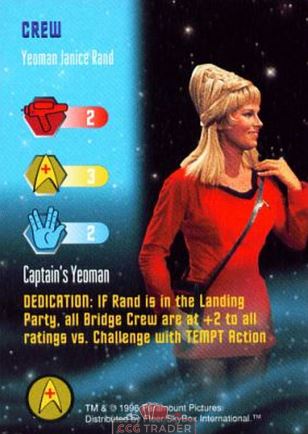 CREW
Yeoman Janice Rand
2
3
2
Captain's Yeoman
DEDICATION: If Rand is in the Landing
Party, all Bridge Crew are at +2 to all
ratings vs. Challenge with TEMPT Action
TM & © 1996 Paramount Pictures
Distributed by Fleer/SkyBox International.™
CCG TRADER